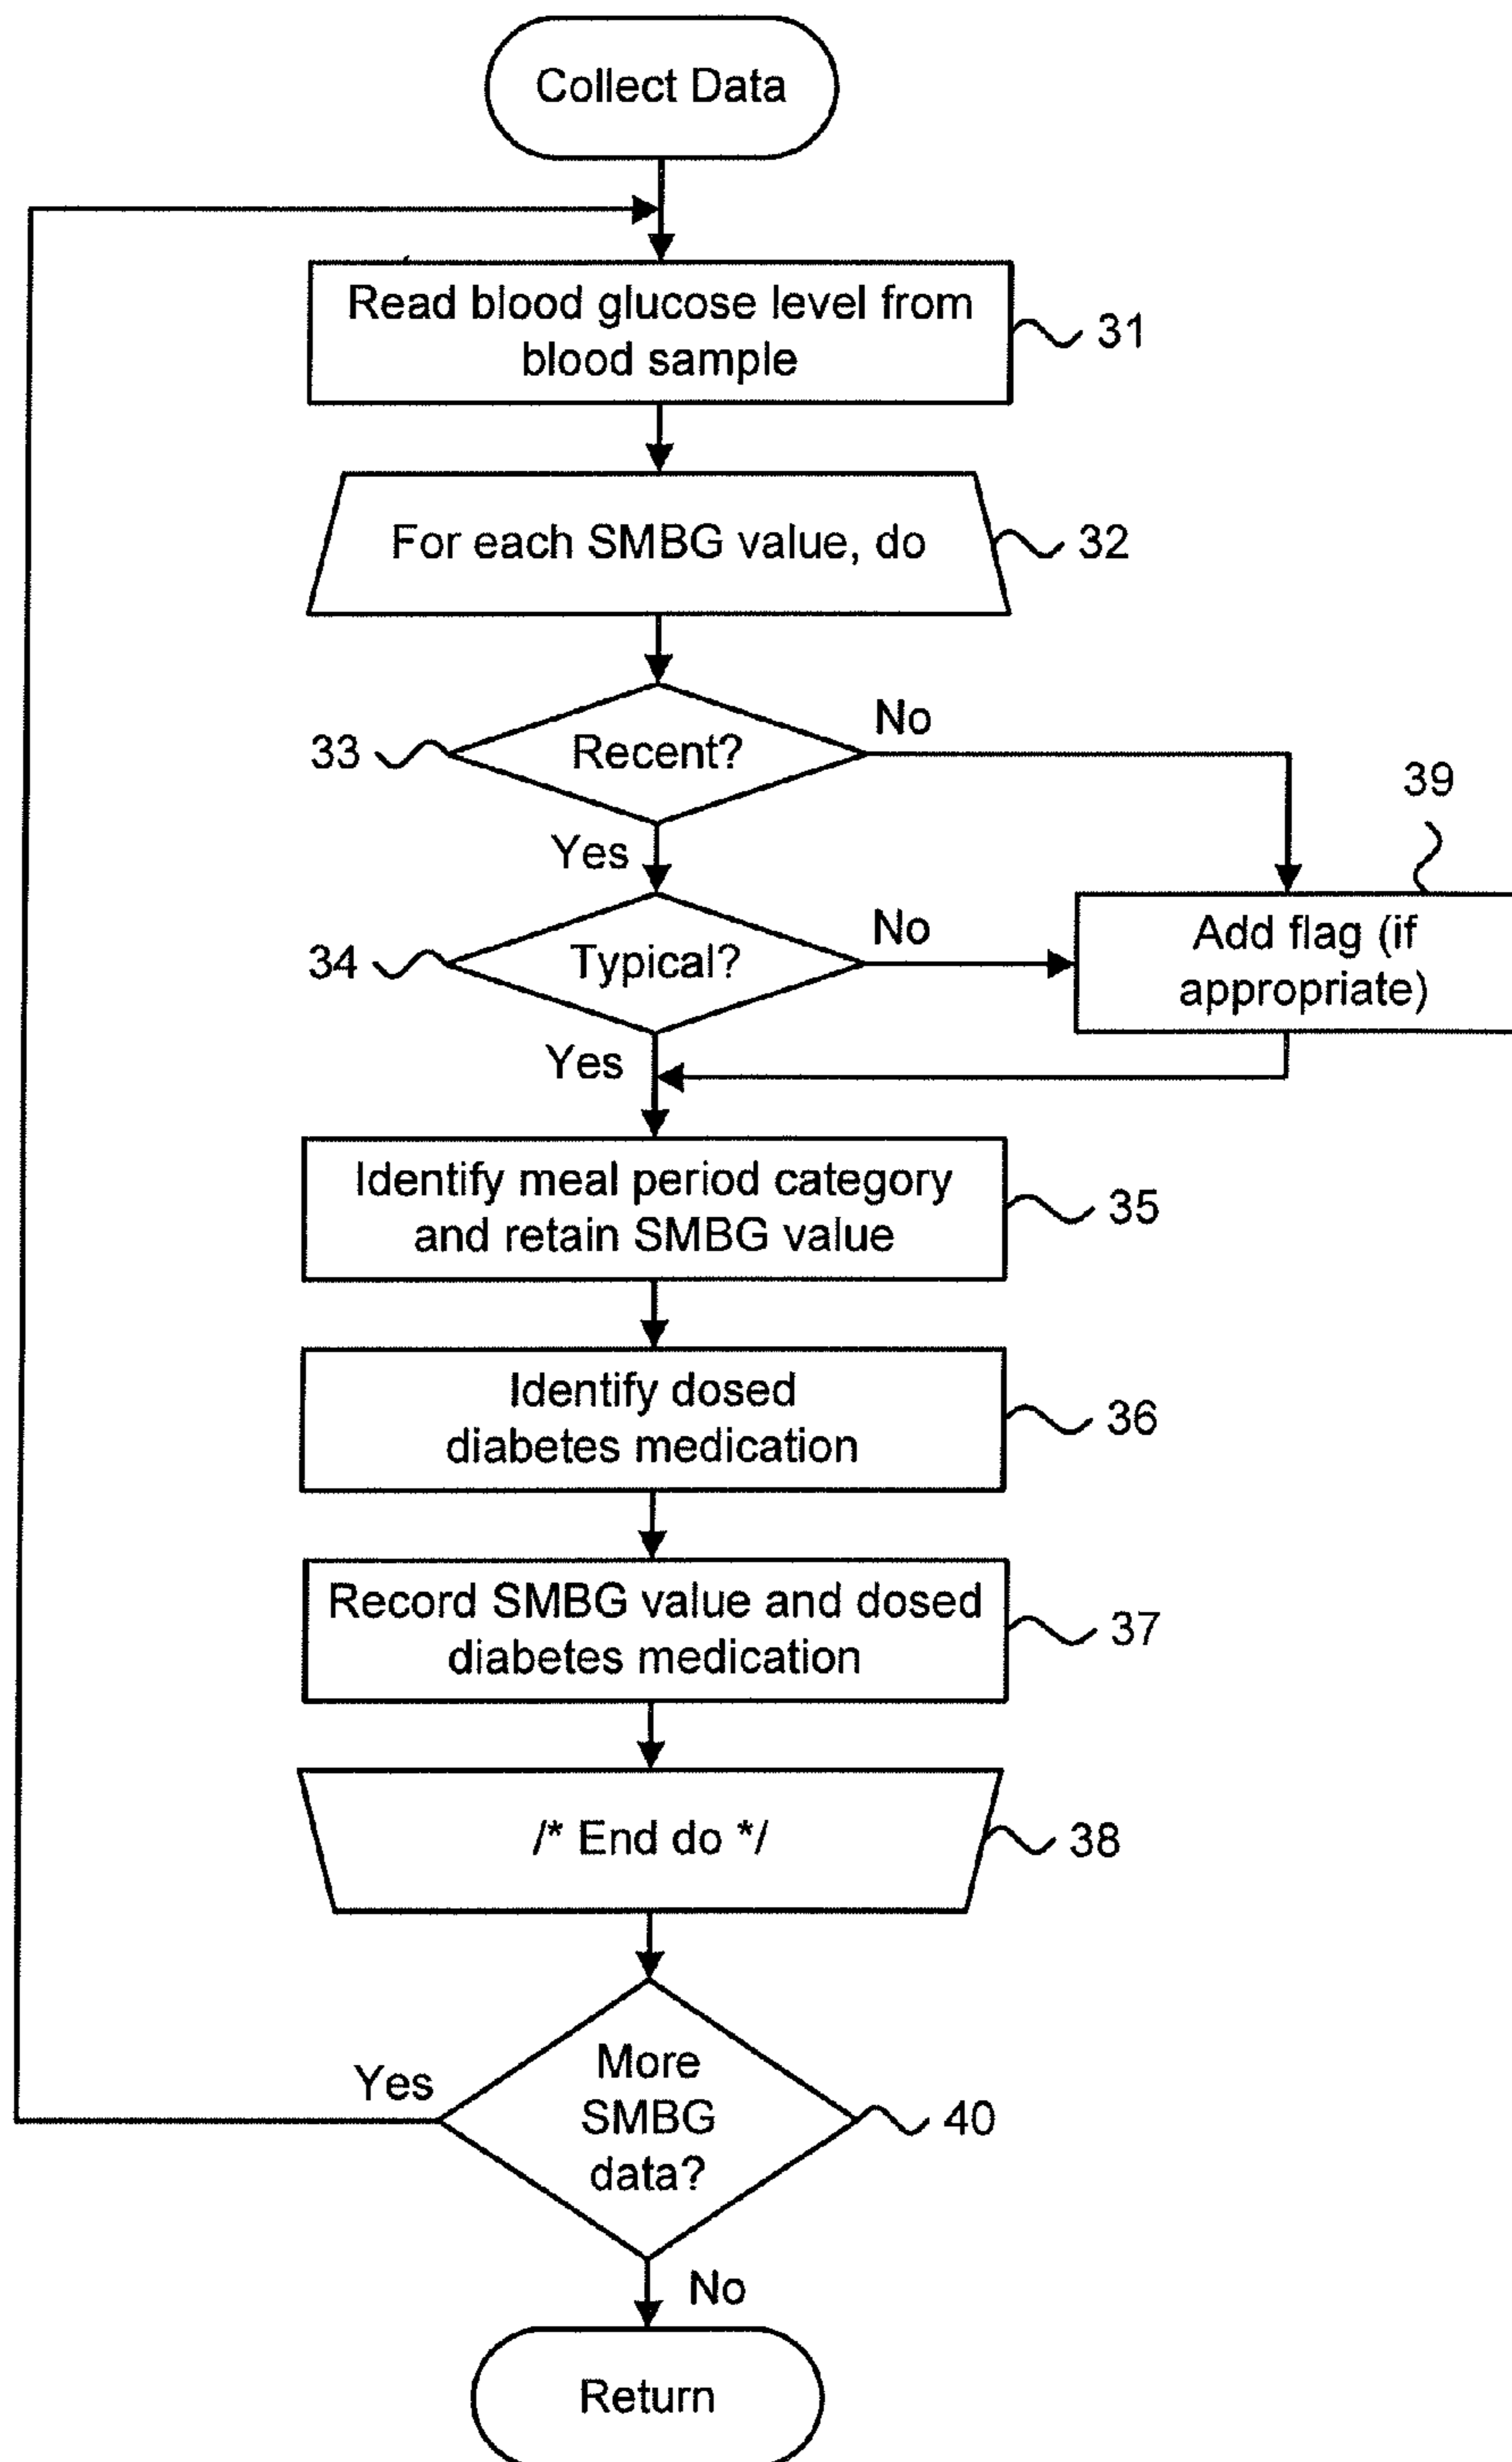 Collect Data
Read blood glucose level from
blood sample
31
For each SMBG value, do
32
33
Recent?
No
Yes
39
34
Typical?
No
Add flag (if
appropriate)
Yes
Identify meal period category
and retain SMBG value
35
Identify dosed
diabetes medication
36
Record SMBG value and dosed
diabetes medication
37
/* End do */
38
Yes
More
SMBG
data?
40
No
Return